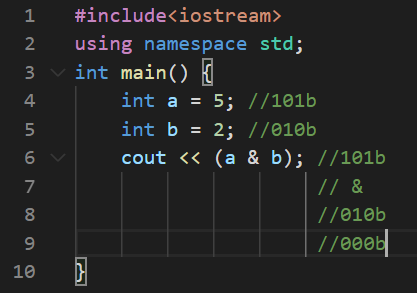 1 #include<iostream>
2 using namespace std;
3 int main() {
4 int a = 5; //101b
5 int b = 2; //010b
6 cout << (a & b); //101b
7 // &
8 //010b
9 //000b
10 }